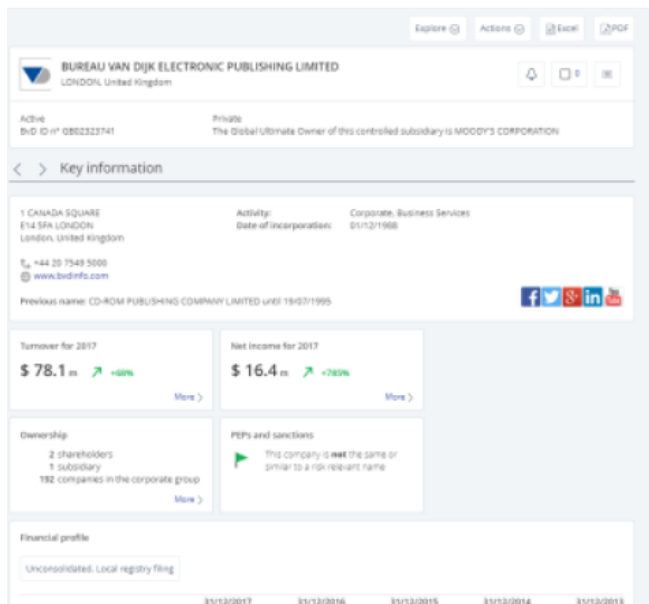 Explore Actions Excel PDF
BUREAU VAN DIJK ELECTRONIC PUBLISHING LIMITED
LONDON, United Kingdom
Active Private
BvD ID n° GB02323741 The Global Ultimate Owner of this controlled subsidiary is MOODY'S CORPORATION
Key information
1 CANADA SQUARE Activity: Corporate, Business Services
E14 5FA LONDON Date of incorporation: 01/12/1988
London, United Kingdom
+44 20 7549 5000
www.bvdinfo.com
Previous name: CD-ROM PUBLISHING COMPANY LIMITED until 19/07/1995
Turnover for 2017 Net income for 2017
$ 78.1 m +68% $ 16.4 m +785%
More More
Ownership PEPs and sanctions
2 shareholders This company is not the same or
1 subsidiary similar to a risk relevant name
192 companies in the corporate group
More
Financial profile
Unconsolidated, Local registry filing
31/12/2017 31/12/2016 31/12/2015 31/12/2014 31/12/2013